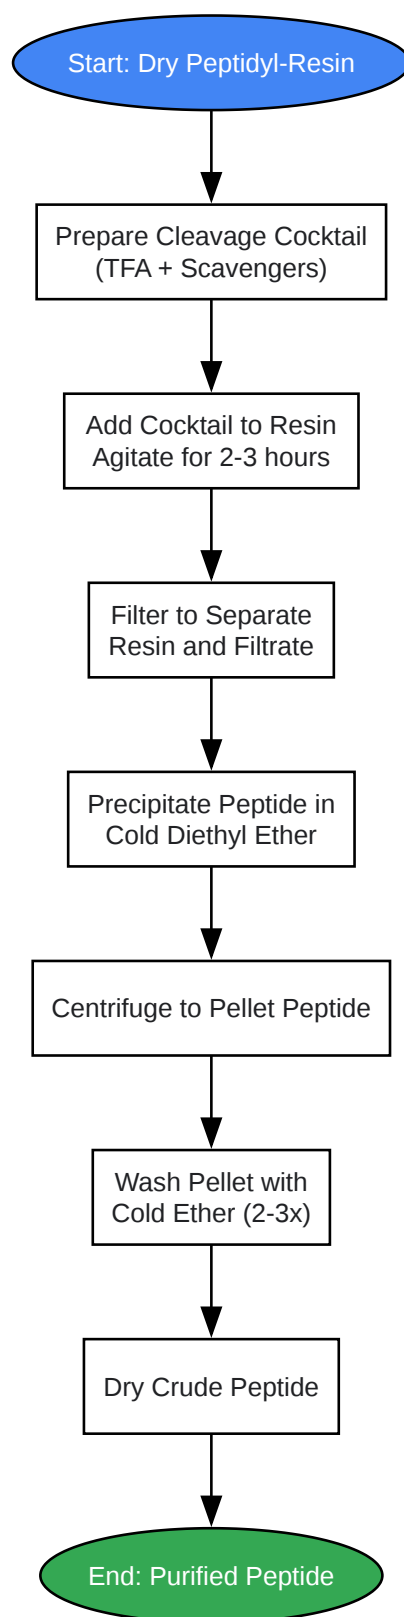 Start: Dry Peptidyl-Resin
Prepare Cleavage Cocktail
(TFA + Scavengers)
Add Cocktail to Resin
Agitate for 2-3 hours
Filter to Separate
Resin and Filtrate
Precipitate Peptide in
Cold Diethyl Ether
Centrifuge to Pellet Peptide
Wash Pellet with
Cold Ether (2-3x)
Dry Crude Peptide
End: Purified Peptide